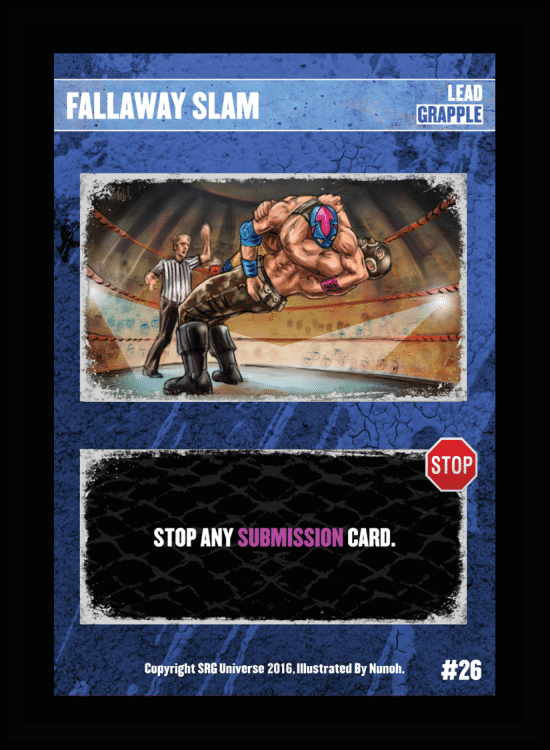 FALLAWAY SLAM
LEAD
GRAPPLE
STOP
STOP ANY SUBMISSION CARD.
Copyright SRG Universe 2016, Illustrated By Nunoh.
#26